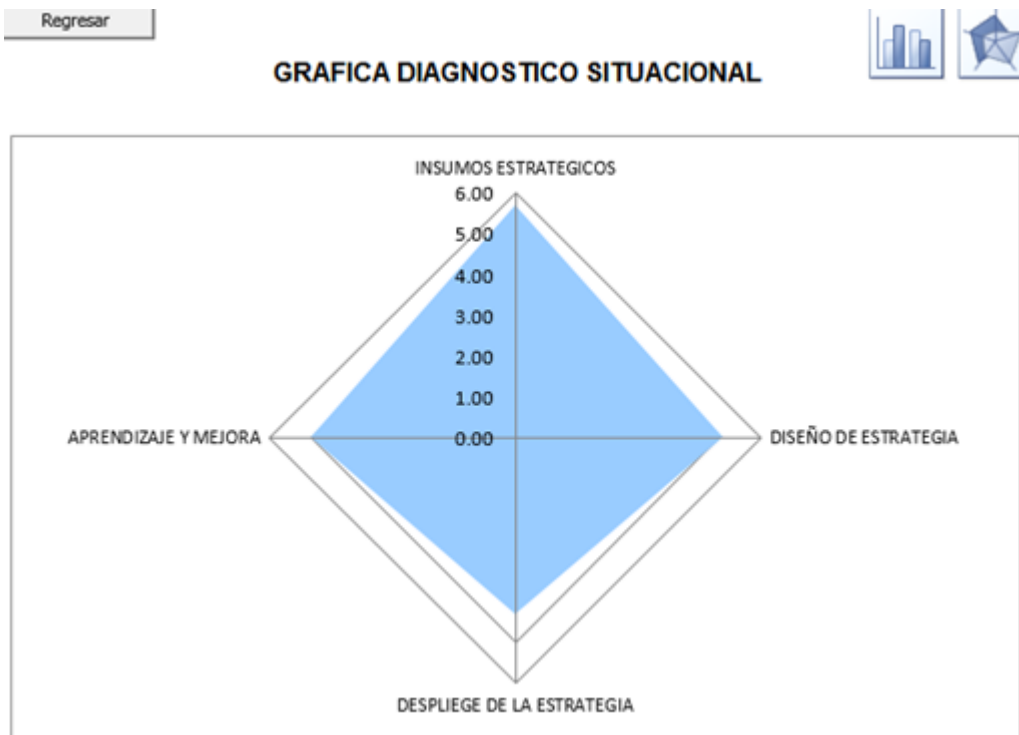 Regresar
GRAFICA DIAGNOSTICO SITUACIONAL
INSUMOS ESTRATEGICOS
6.00
5.00
4.00
3.00
2.00
1.00
APRENDIZAJE Y MEJORA
0.00
DISEÑO DE ESTRATEGIA
DESPLIEGE DE LA ESTRATEGIA